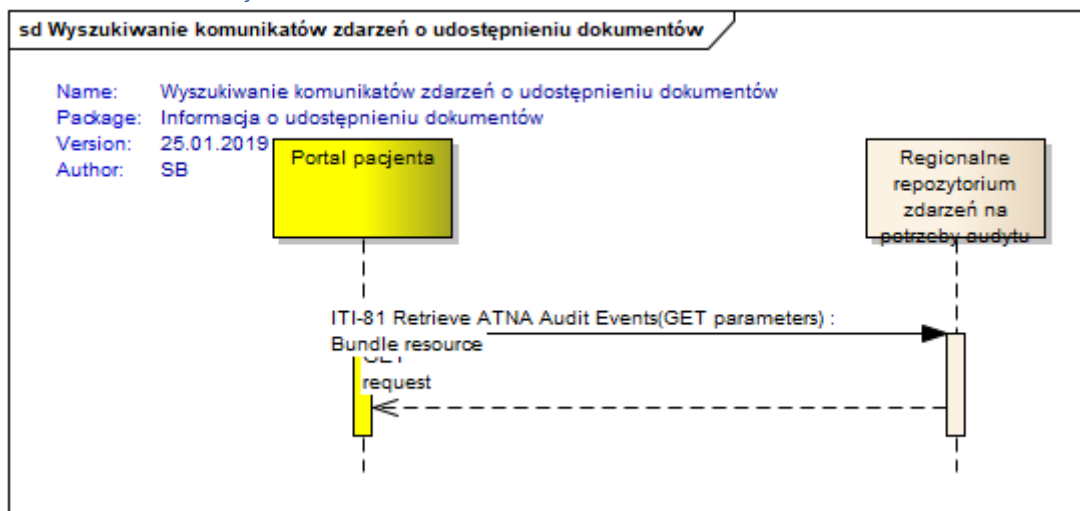 sd Wyszukiwanie komunikatów zdarzeń o udostępnieniu dokumentów
Name: Wyszukiwanie komunikatów zdarzeń o udostępnieniu dokumentów
Package: Informacja o udostępnieniu dokumentów
Version: 25.01.2019
Author: SB
Portal pacjenta
Regionalne
repozytorium
zdarzeń na
potrzeby audytu
ITI-81 Retrieve ATNA Audit Events(GET parameters) :
Bundle resource
GET
request